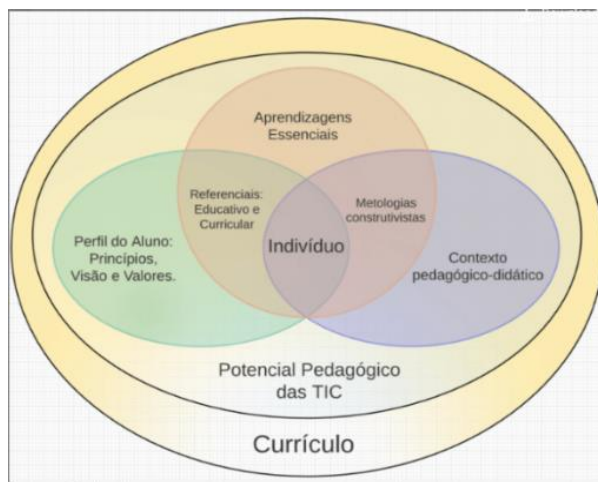 Aprendizagens
Essenciais
Referenciais:
Educativo e
Curricular
Metologias
construtivistas
Perfil do Aluno:
Princípios,
Visão e Valores.
Indivíduo
Contexto
pedagógico-didático
Potencial Pedagógico
das TIC
Currículo